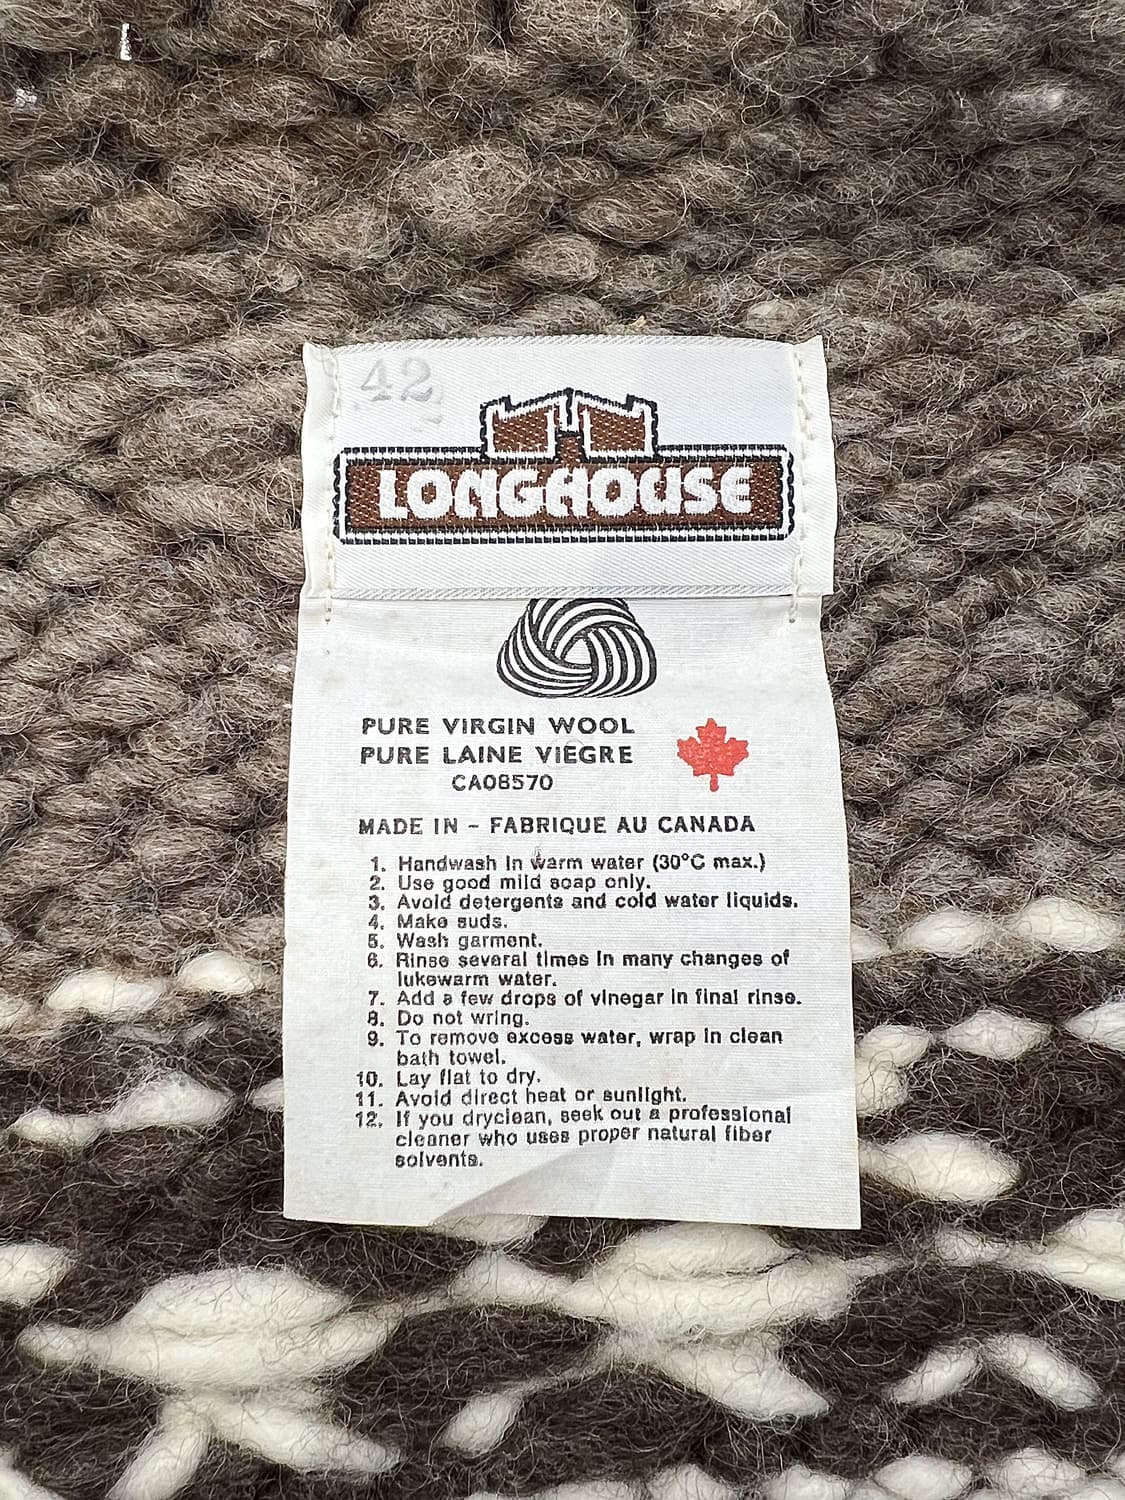 42
LONGHOUSE
PURE VIRGIN WOOL
PURE LAINE VIEGRE
CA08570
MADE IN - FABRIQUE AU CANADA
1. Handwash in warm water (30°C max.)
2. Use good mild soap only.
3. Avoid detergents and cold water liquids.
4. Make suds.
5. Wash garment.
6. Rinse several times in many changes of
lukewarm water.
7. Add a few drops of vinegar in final rinse.
8. Do not wring.
9. To remove excess water, wrap in clean
bath towel.
10. Lay flat to dry.
11. Avoid direct heat or sunlight.
12. If you dryclean, seek out a professional
cleaner who uses proper natural fiber
solvents.